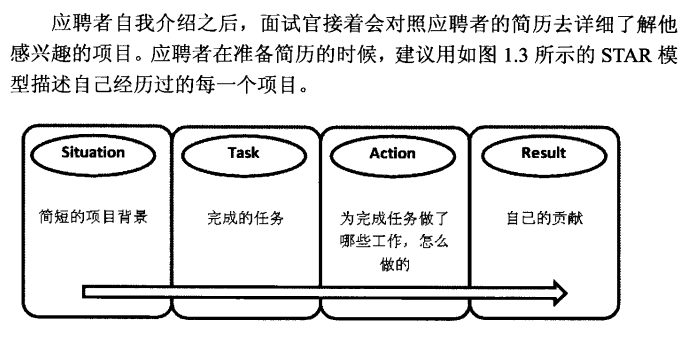 应聘者自我介绍之后，面试官接着会对照应聘者的简历去详细了解他
感兴趣的项目。应聘者在准备简历的时候，建议用如图 1.3 所示的 STAR 模
型描述自己经历过的每一个项目。
Situation
简短的项目背景
Task
完成的任务
Action
为完成任务做了
哪些工作，怎么
做的
Result
自己的贡献